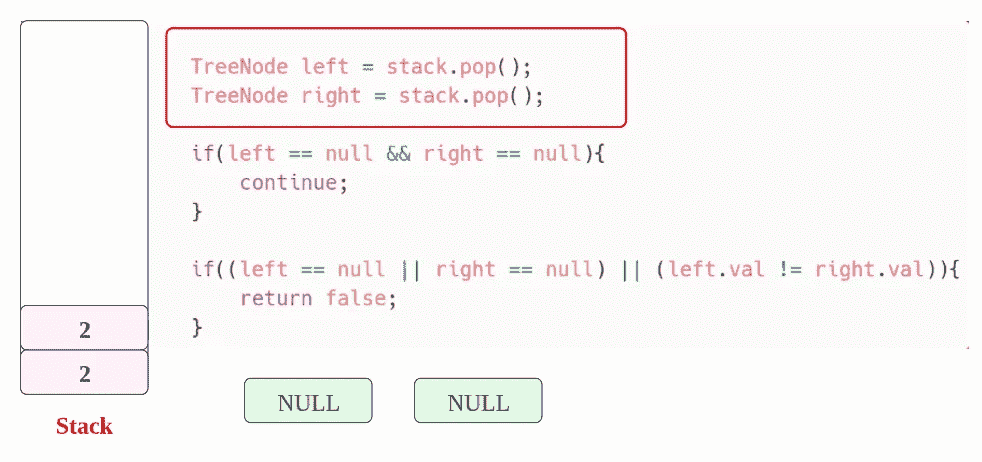 TreeNode left = stack.pop();
TreeNode right = stack.pop();
if(left == null && right == null){
continue;
}
if((left == null || right == null) || (left.val != right.val)){
return false;
}
2
2
Stack
NULL NULL